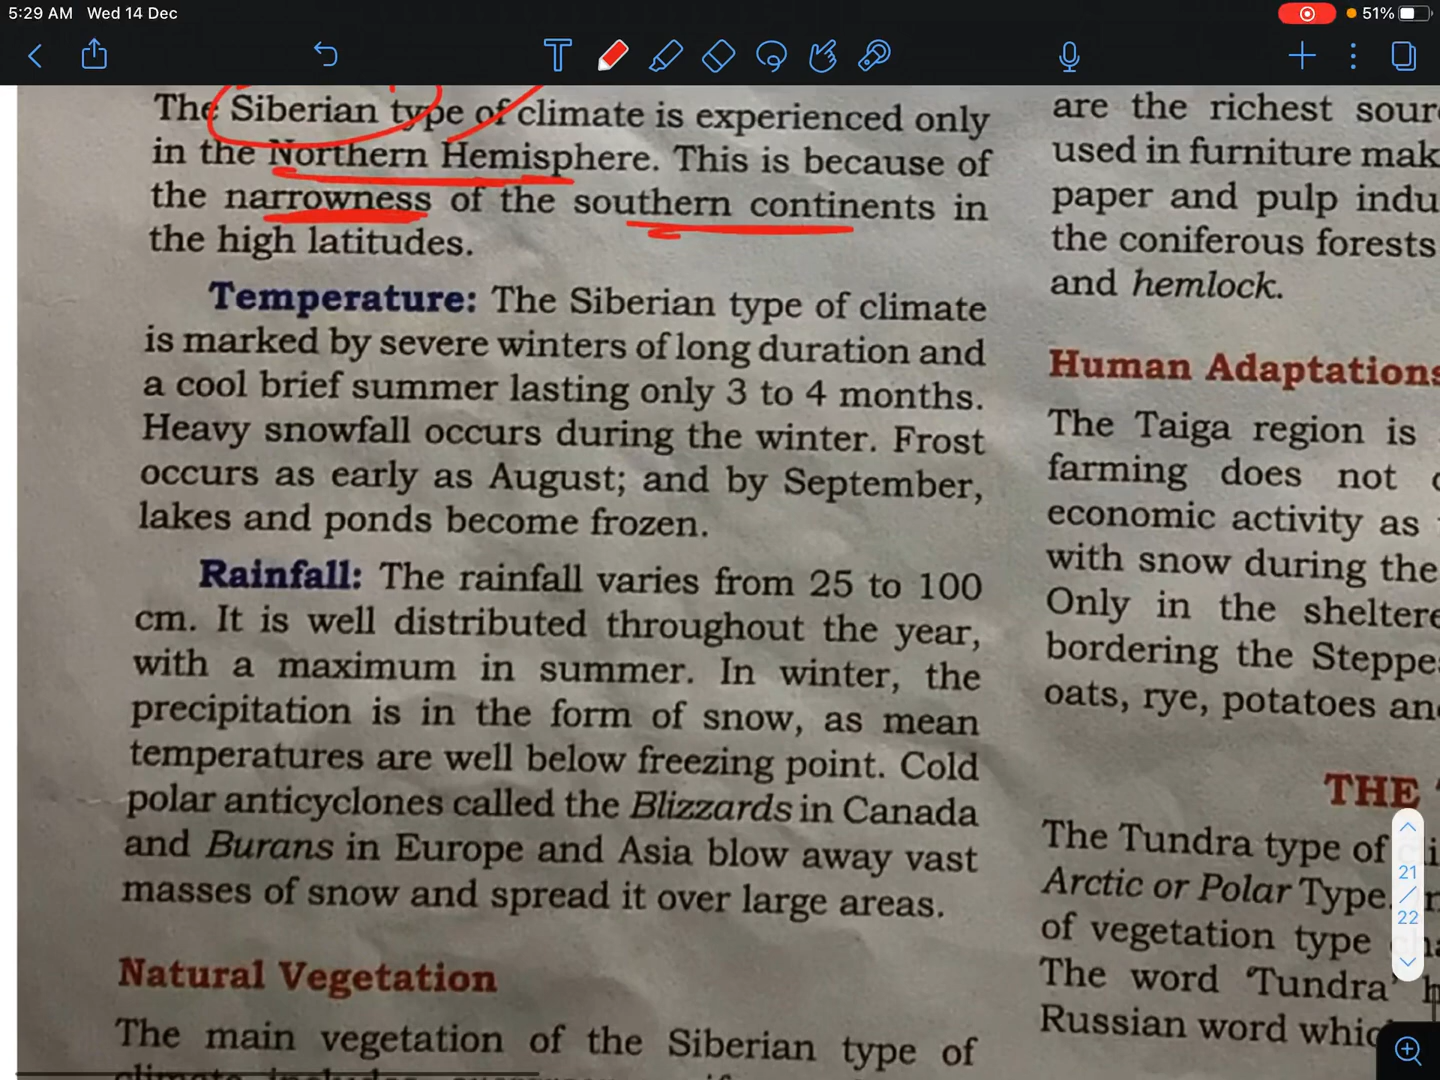 5:29 AM Wed 14 Dec
51%
The Siberian type of climate is experienced only
in the Northern Hemisphere. This is because of
the narrowness of the southern continents in
the high latitudes.
Temperature: The Siberian type of climate
is marked by severe winters of long duration and
a cool brief summer lasting only 3 to 4 months.
Heavy snowfall occurs during the winter. Frost
occurs as early as August; and by September,
lakes and ponds become frozen.
Rainfall: The rainfall varies from 25 to 100
cm. It is well distributed throughout the year,
with a maximum in summer. In winter, the
precipitation is in the form of snow, as mean
temperatures are well below freezing point. Cold
polar anticyclones called the Blizzards in Canada
and Burans in Europe and Asia blow away vast
masses of snow and spread it over large areas.
Natural Vegetation
The main vegetation of the Siberian type of
are the richest sour
used in furniture mak
paper and pulp indu
the coniferous forests
and hemlock.
Human Adaptations
The Taiga region is
farming does not
economic activity as
with snow during the
Only in the sheltere
bordering the Steppe
oats, rye, potatoes an
THE
The Tundra type of
Arctic or Polar Type.
of vegetation type
The word 'Tundra' h
Russian word whic
21
/
22